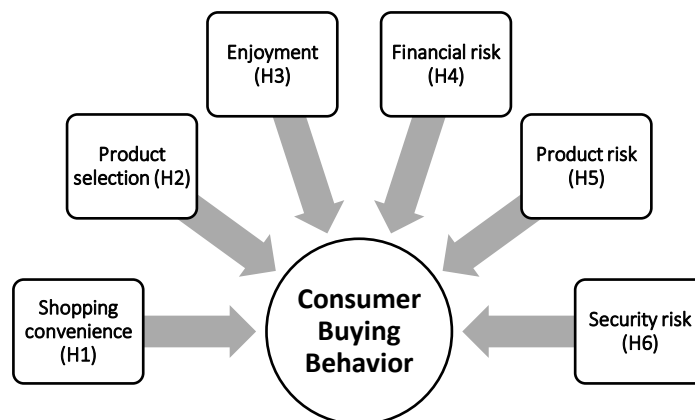 Enjoyment
(H3)
Financial risk
(H4)
Product
selection (H2)
Product risk
(H5)
Shopping
convenience
(H1)
Consumer
Buying
Behavior
Security risk
(H6)